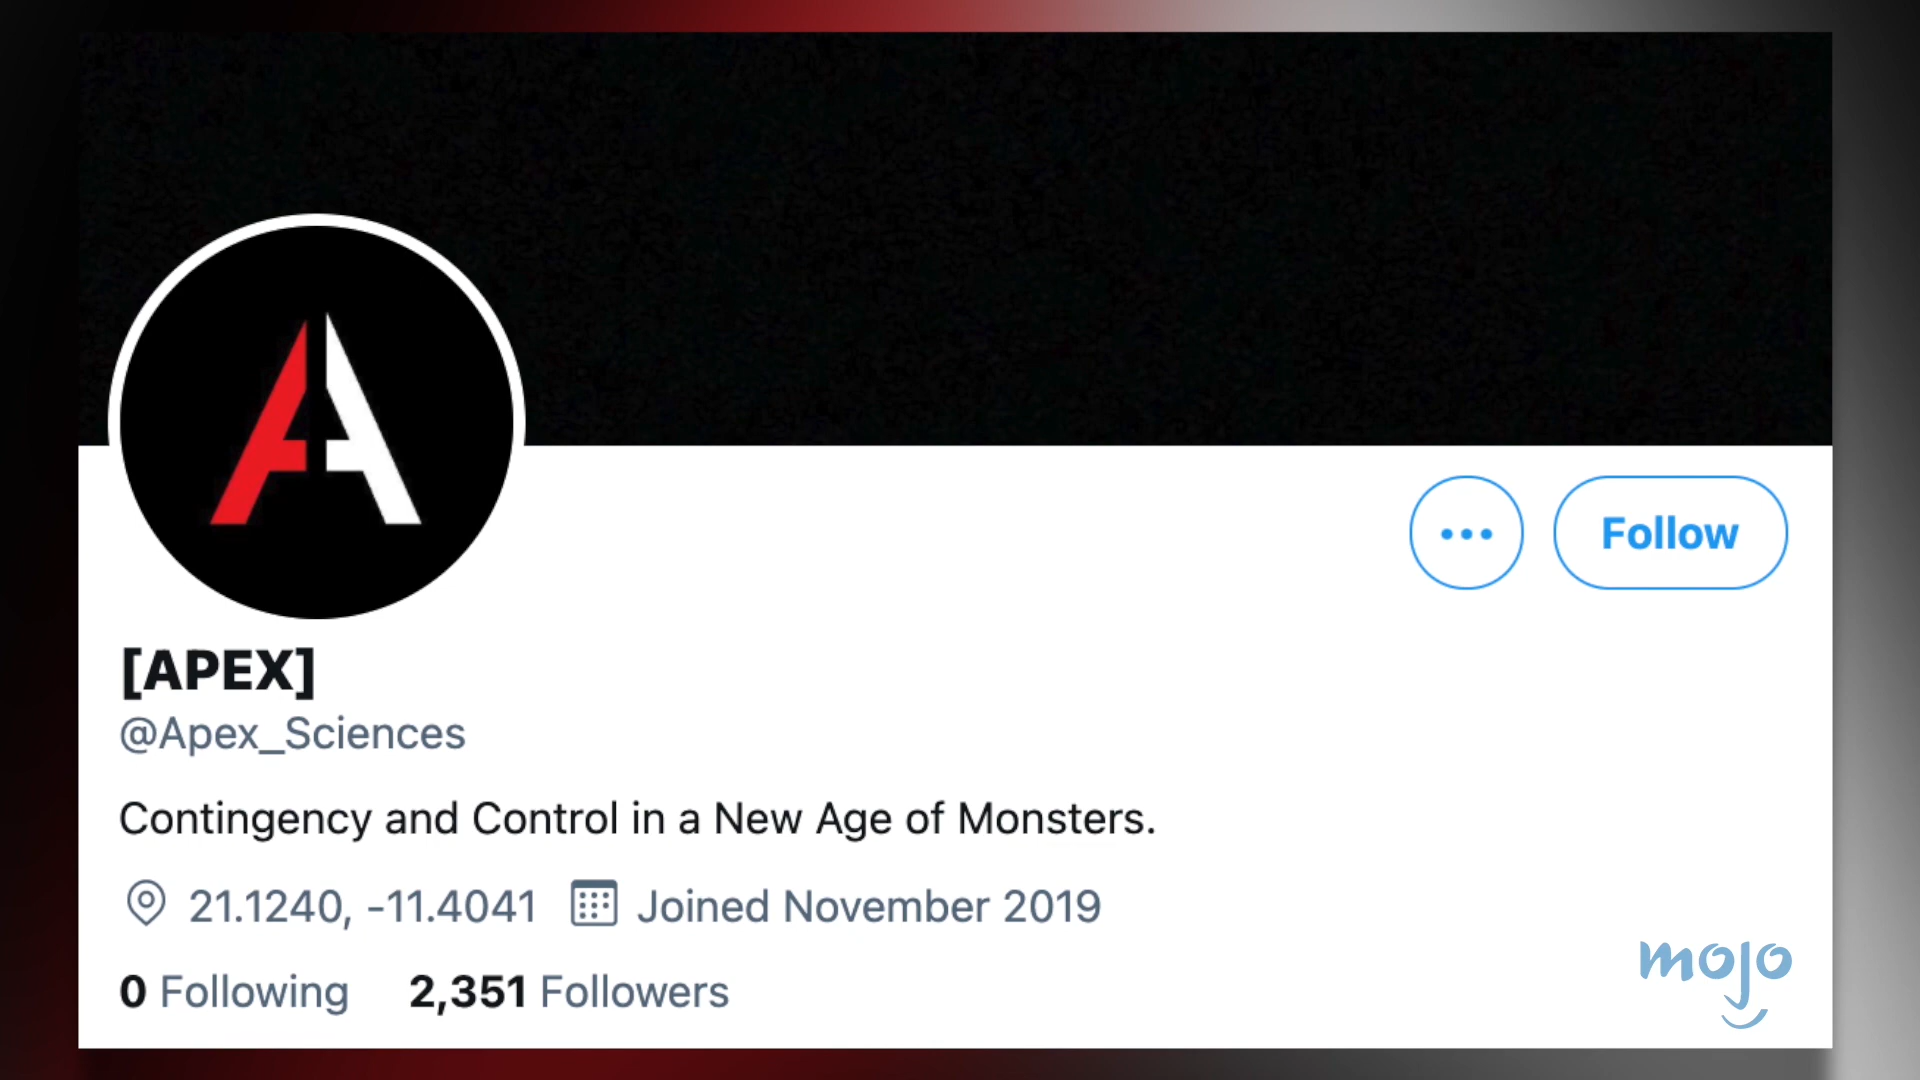 [APEX]
@Apex_Sciences
Follow
Contingency and Control in a New Age of Monsters.
21.1240, -11.4041 Joined November 2019
0 Following 2,351 Followers
mojo